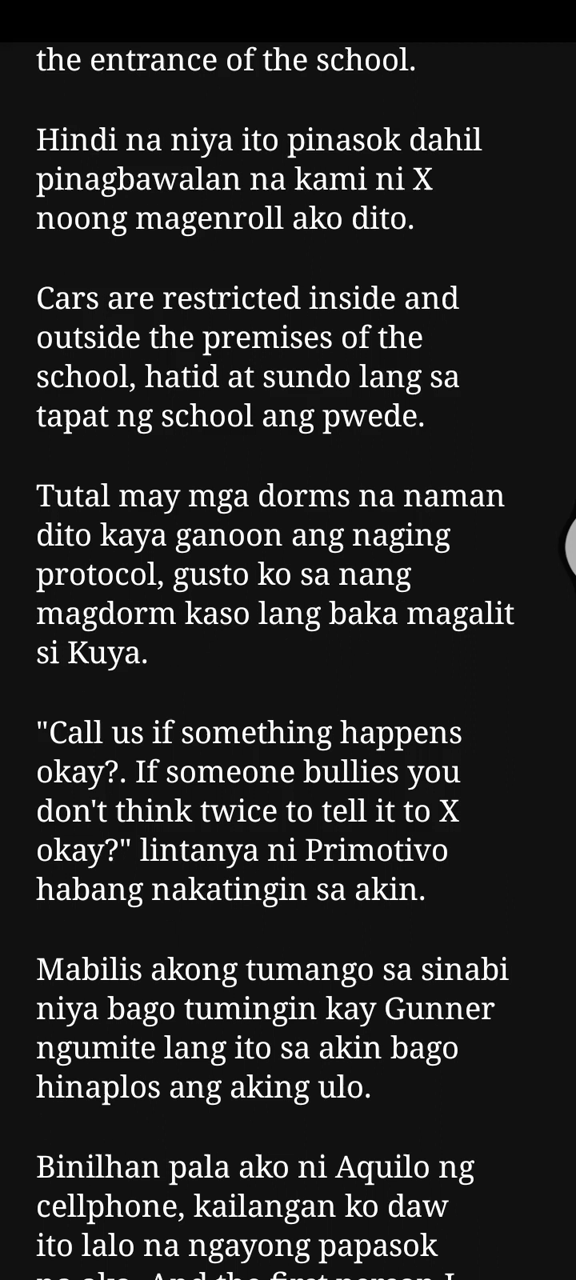 the entrance of the school.
Hindi na niya ito pinasok dahil
pinagbawalan na kami ni X
noong magenroll ako dito.
Cars are restricted inside and
outside the premises of the
school, hatid at sundo lang sa
tapat ng school ang pwede.
Tutal may mga dorms na naman
dito kaya ganoon ang naging
protocol, gusto ko sa nang
magdorm kaso lang baka magalit
si Kuya.
"Call us if something happens
okay?. If someone bullies you
don't think twice to tell it to X
okay?" lintanya ni Primotivo
habang nakatingin sa akin.
Mabilis akong tumango sa sinabi
niya bago tumingin kay Gunner
ngumite lang ito sa akin bago
hinaplos ang aking ulo.
Binilhan pala ako ni Aquilo ng
cellphone, kailangan ko daw
ito lalo na ngayong papasok
na ako. And the first person I